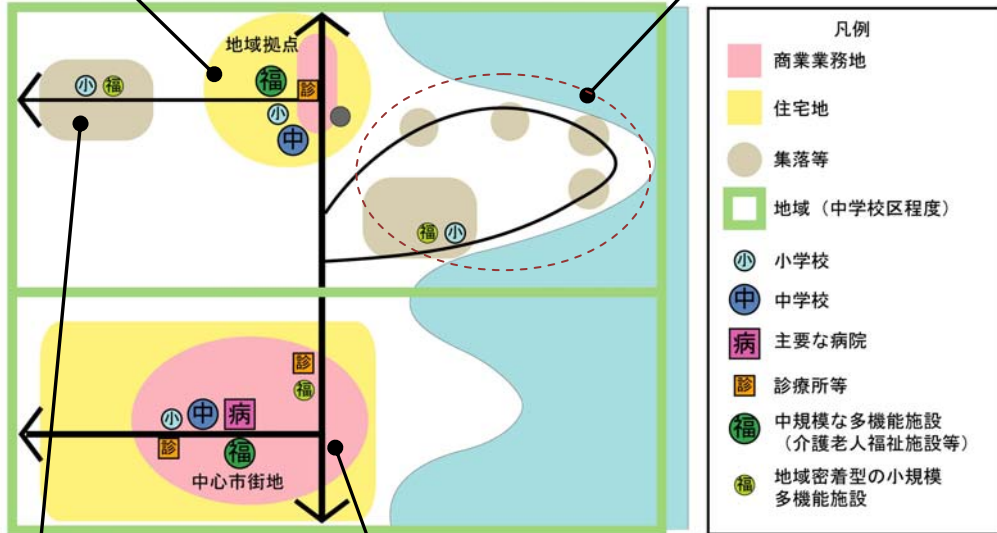 地域拠点
小
福
福
診
小
中
福
小
診
福
小
中
病
診
福
中心市街地
凡例
商業業務地
住宅地
集落等
地域（中学校区程度）
小
小学校
中
中学校
病
主要な病院
診
診療所等
福
中規模な多機能施設
（介護老人福祉施設等）
福
地域密着型の小規模
多機能施設